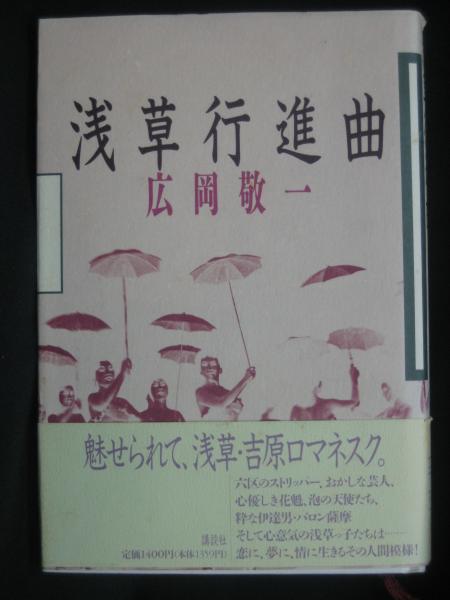 浅草行進曲
広岡敬一
魅せられて、浅草・吉原ロマネスク。
六区のストリッパー、おかしな芸人、
心優しき花魁、泡の天使たち、
粋な伊達男・バロン薩摩
そして心意気の浅草っ子たちは……
恋に、夢に、情に生きるその人間模様!
講談社
定価1400円(本体1359円)